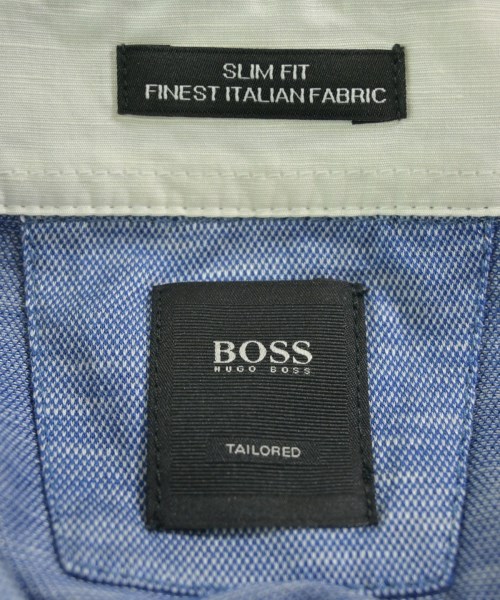 SLIM FIT
FINEST ITALIAN FABRIC
BOSS
HUGO BOSS
TAILORED